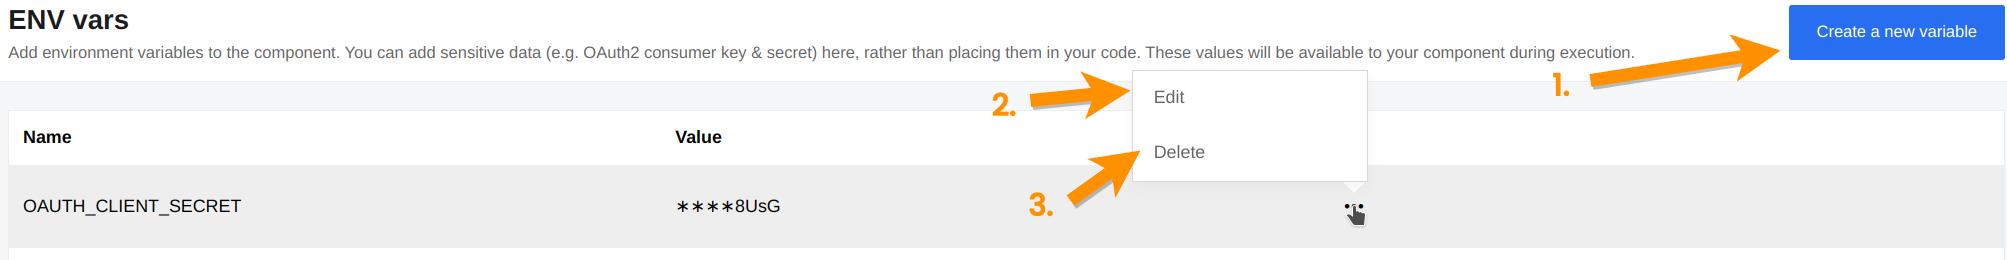 ENV vars
Create a new variable
Add environment variables to the component. You can add sensitive data (e.g. OAuth2 consumer key & secret) here, rather than placing them in your code. These values will be available to your component during execution.
1.
2.
Edit
Name
Value
Delete
3.
OAUTH_CLIENT_SECRET
∗∗∗∗8UsG